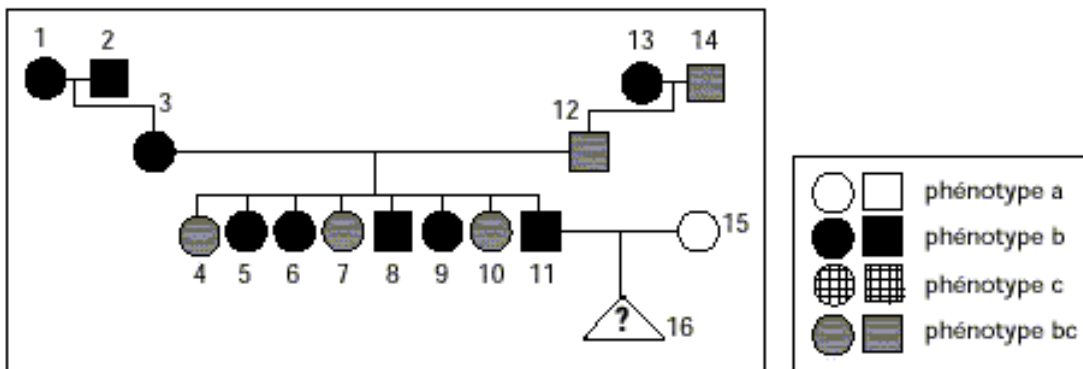 1 2 13 14
3 12
4 5 6 7 8 9 10 11 15
? 16
phénotype a
phénotype b
phénotype c
phénotype bc